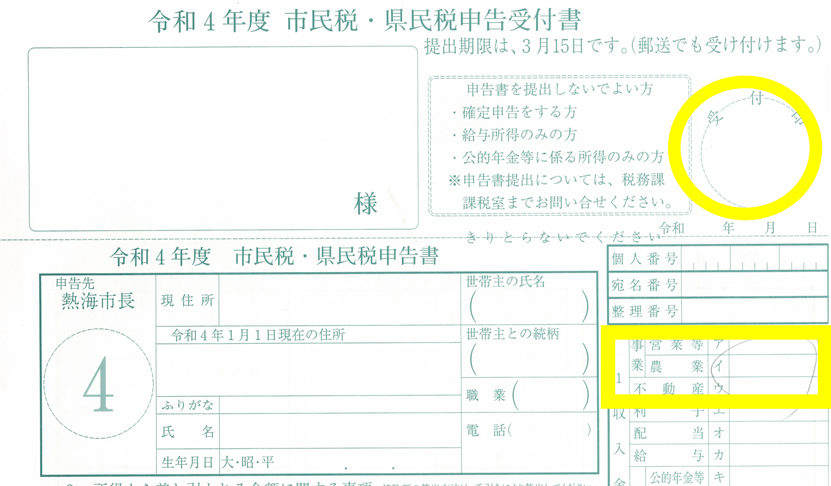 令和4年度 市民税・県民税申告受付書
提出期限は、3月15日です。(郵送でも受け付けます。)
申告書を提出しないでよい方
・確定申告をする方
・給与所得のみの方
・公的年金等に係る所得のみの方
※申告書提出については、税務課
課税室までお問い合せください。
受付印
様
令和 年 月 日
きりとらないでください
令和4年度 市民税・県民税申告書
個人番号
宛名番号
整理番号
申告先
熱海市長
4
現住所
令和4年1月1日現在の住所
ふりがな
氏名
生年月日 大・昭・平 . .
世帯主の氏名
( )
世帯主との続柄
( )
職業 ( )
電話( )
1 収入金
事業
営業等 ア
農業 イ
不動産 ウ
利子 エ
配当 オ
給与 カ
公的年金等 キ